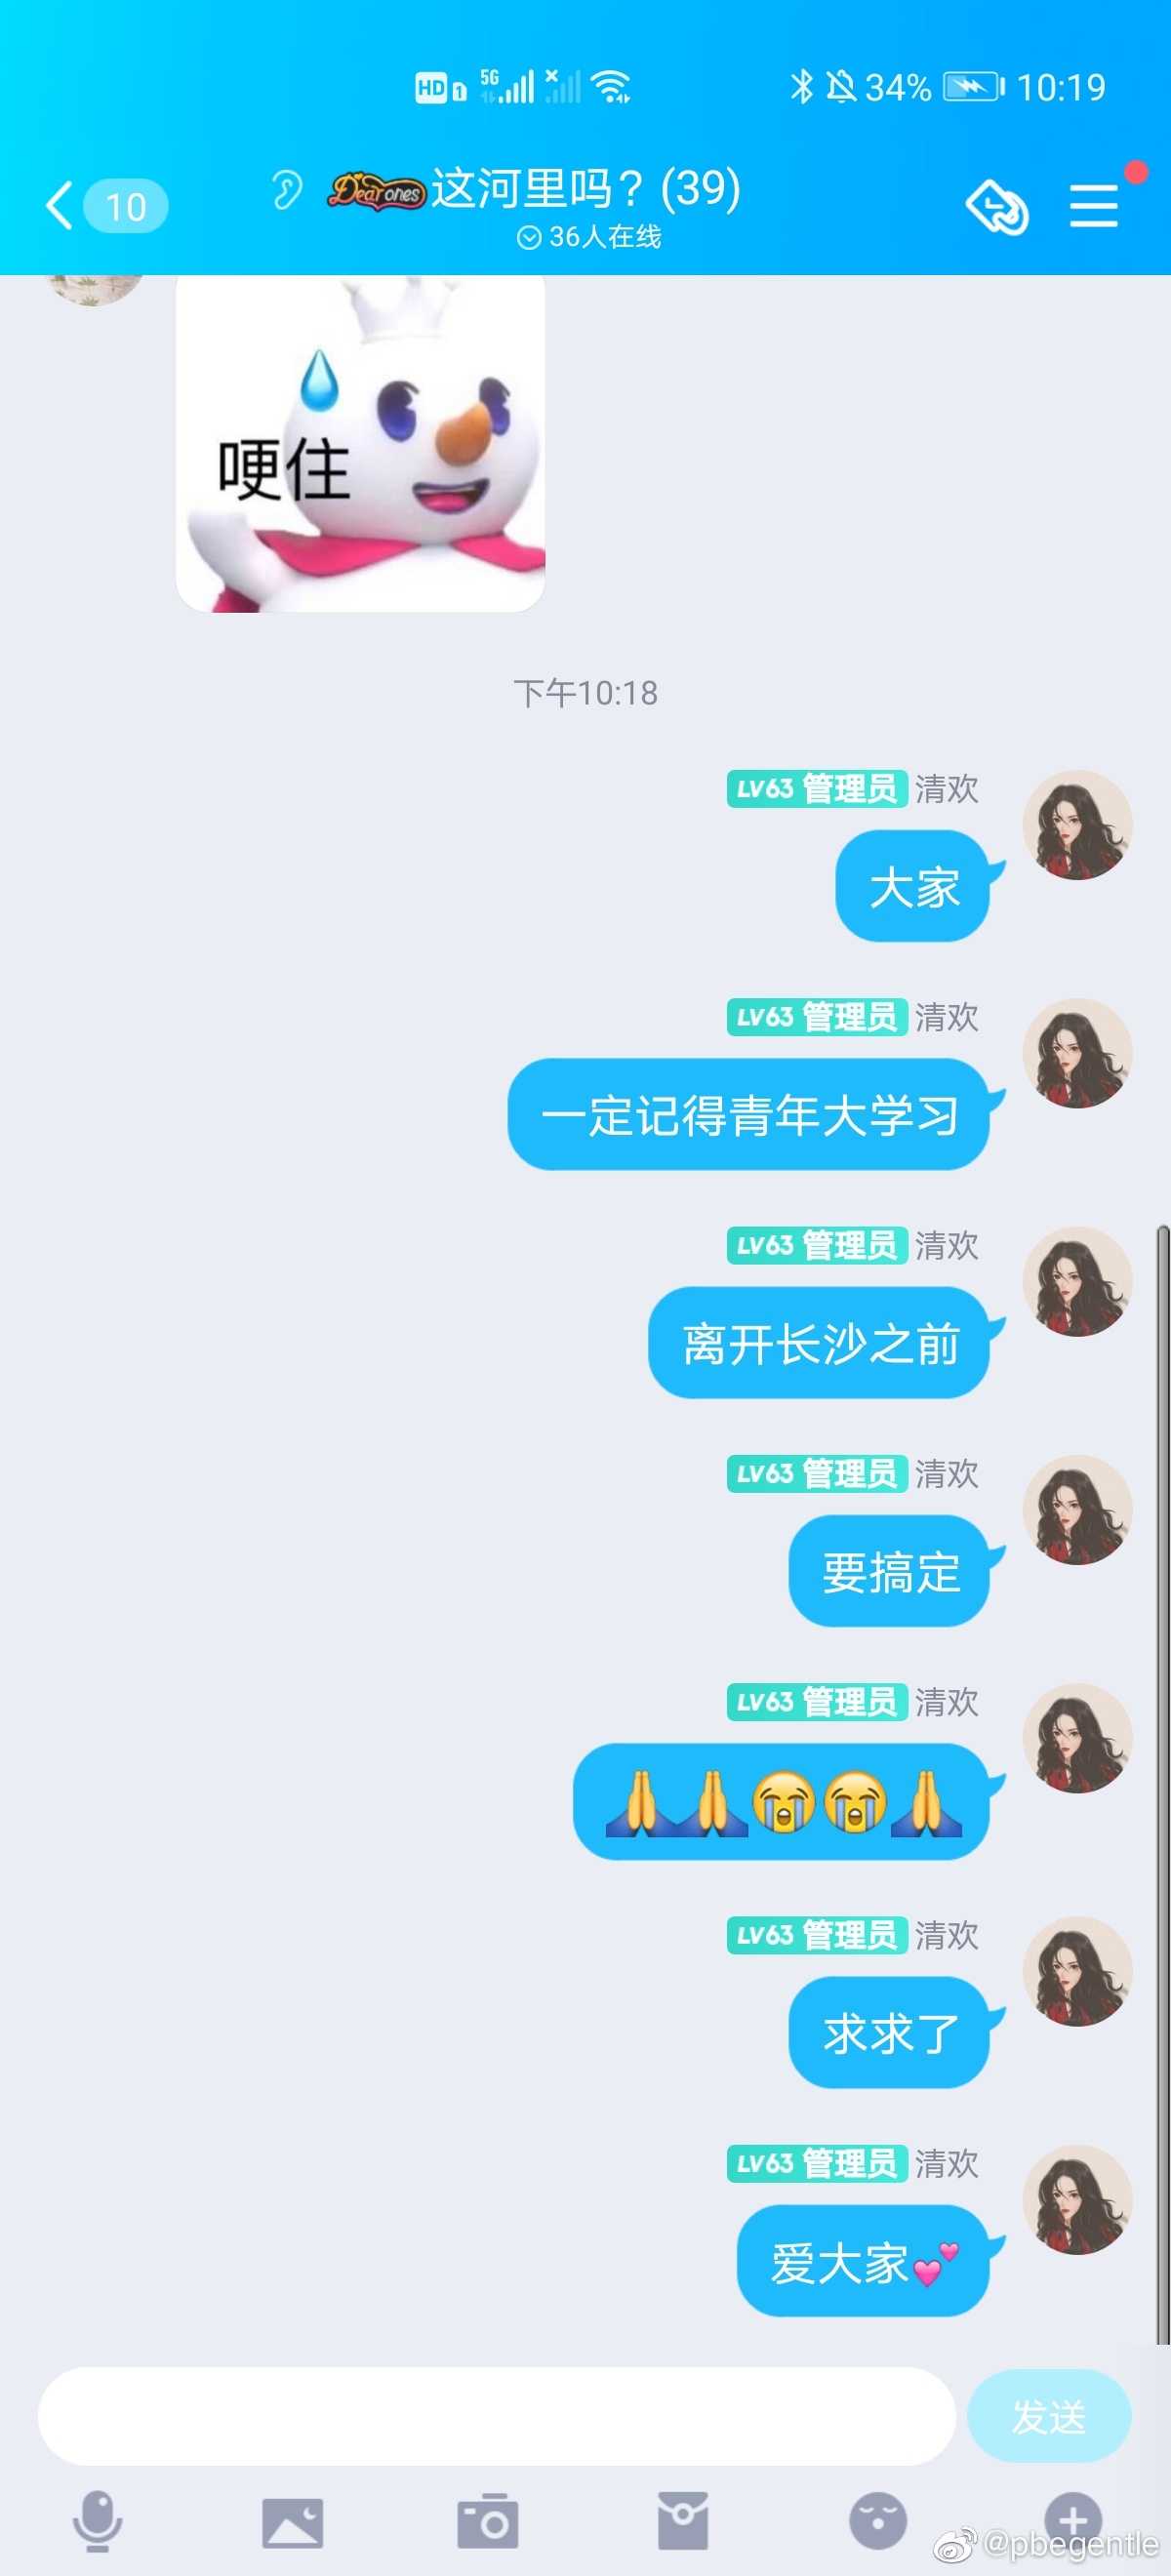 HD 1 5G 34% 10:19
10 Dear ones 这河里吗？(39)
36人在线
哽住
下午10:18
LV63 管理员 清欢
大家
LV63 管理员 清欢
一定记得青年大学习
LV63 管理员 清欢
离开长沙之前
LV63 管理员 清欢
要搞定
LV63 管理员 清欢
🙏🙏😭😭🙏
LV63 管理员 清欢
求求了
LV63 管理员 清欢
爱大家💕
发送
@pbegentle